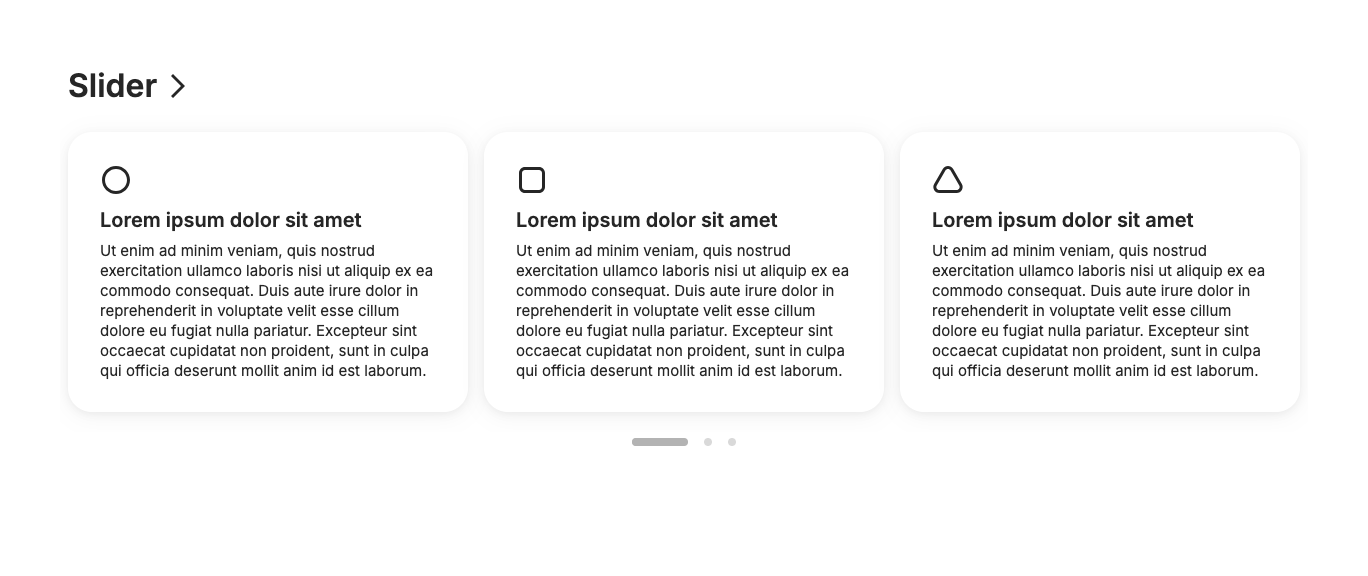 Slider
Lorem ipsum dolor sit amet
Ut enim ad minim veniam, quis nostrud
exercitation ullamco laboris nisi ut aliquip ex ea
commodo consequat. Duis aute irure dolor in
reprehenderit in voluptate velit esse cillum
dolore eu fugiat nulla pariatur. Excepteur sint
occaecat cupidatat non proident, sunt in culpa
qui officia deserunt mollit anim id est laborum.
Lorem ipsum dolor sit amet
Ut enim ad minim veniam, quis nostrud
exercitation ullamco laboris nisi ut aliquip ex ea
commodo consequat. Duis aute irure dolor in
reprehenderit in voluptate velit esse cillum
dolore eu fugiat nulla pariatur. Excepteur sint
occaecat cupidatat non proident, sunt in culpa
qui officia deserunt mollit anim id est laborum.
Lorem ipsum dolor sit amet
Ut enim ad minim veniam, quis nostrud
exercitation ullamco laboris nisi ut aliquip ex ea
commodo consequat. Duis aute irure dolor in
reprehenderit in voluptate velit esse cillum
dolore eu fugiat nulla pariatur. Excepteur sint
occaecat cupidatat non proident, sunt in culpa
qui officia deserunt mollit anim id est laborum.